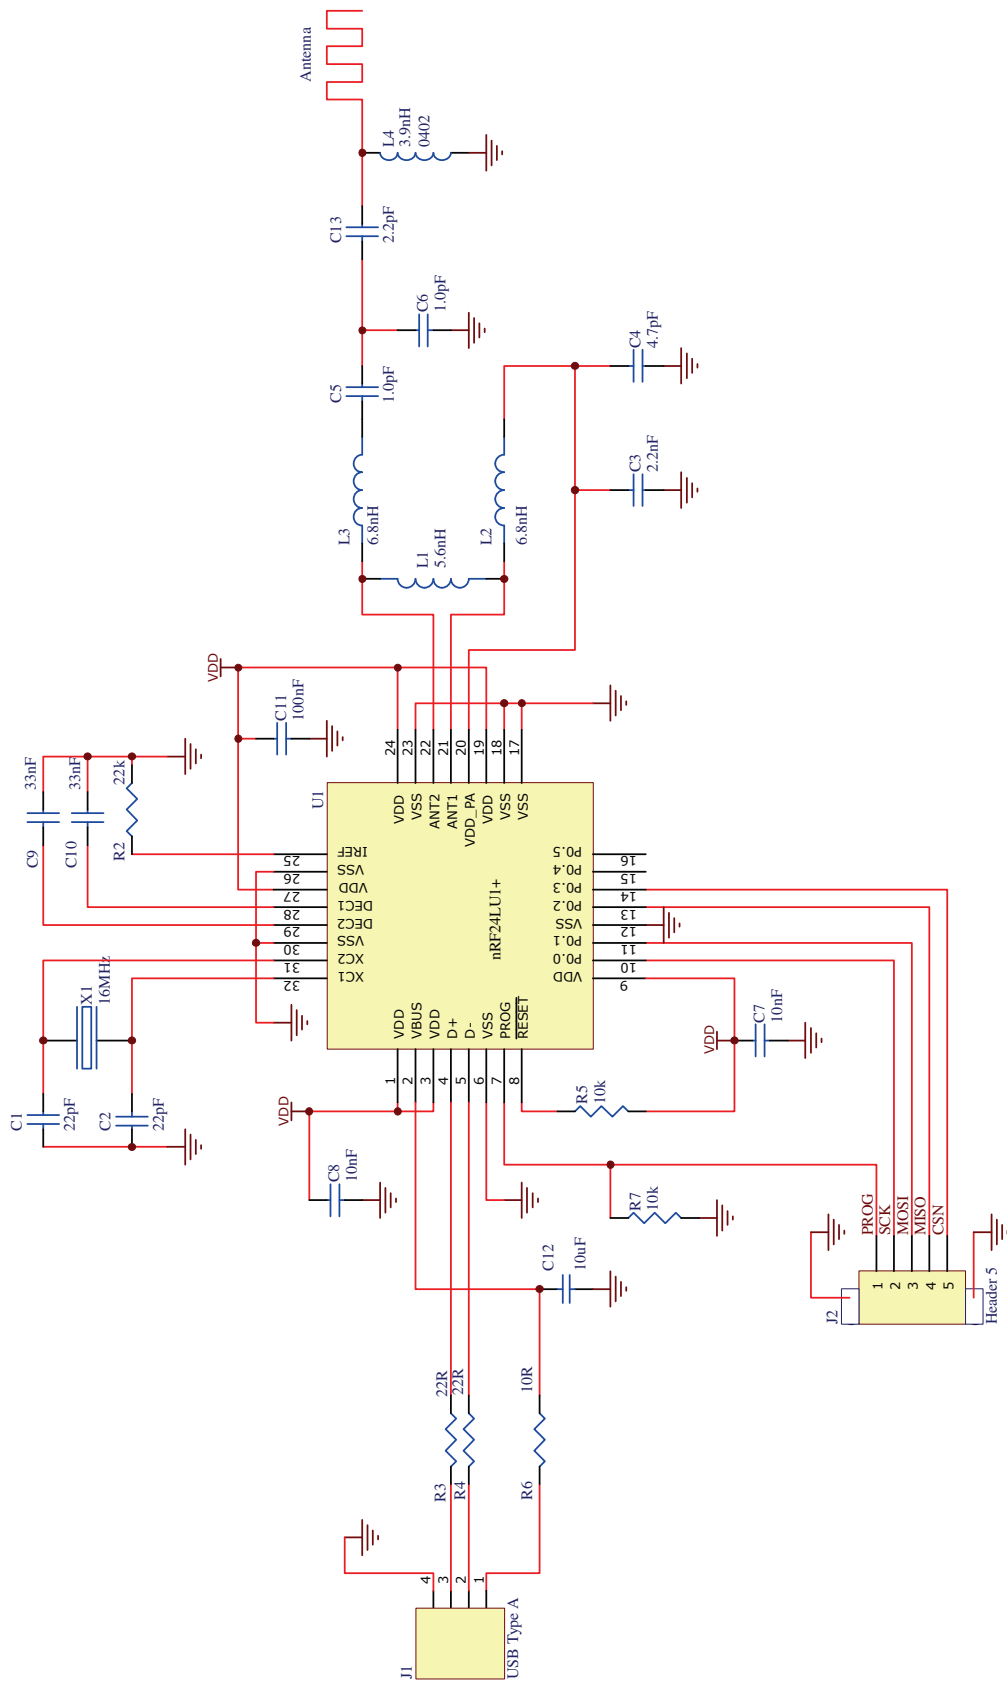 Antenna
L4
3.9nH
0402
C13
2.2pF
C6
1.0pF
C5
1.0pF
C4
4.7pF
C3
2.2nF
L3
6.8nH
L2
6.8nH
L1
5.6nH
VDD
C11
100nF
33nF
33nF
22k
C9
C10
R2
U1
nRF24LU1+
24
23
22
21
20
19
18
17
VDD
VSS
ANT2
ANT1
VDD_PA
VDD
VSS
VSS
IREF
VSS
VDD
DEC1
DEC2
VSS
XC2
XC1
25
26
27
28
29
30
31
32
P0.5
P0.4
P0.3
P0.2
VSS
P0.1
P0.0
VDD
16
15
14
13
12
11
10
9
VDD
VBUS
VDD
D+
D-
VSS
PROG
RESET
1
2
3
4
5
6
7
8
X1
16MHz
C1
22pF
C2
22pF
VDD
C8
10nF
VDD
C7
10nF
R5
10k
R7
10k
C12
10uF
PROG
SCK
MOSI
MISO
CSN
1
2
3
4
5
J2
Header 5
22R
22R
10R
R3
R4
R6
4
3
2
1
J1
USB Type A